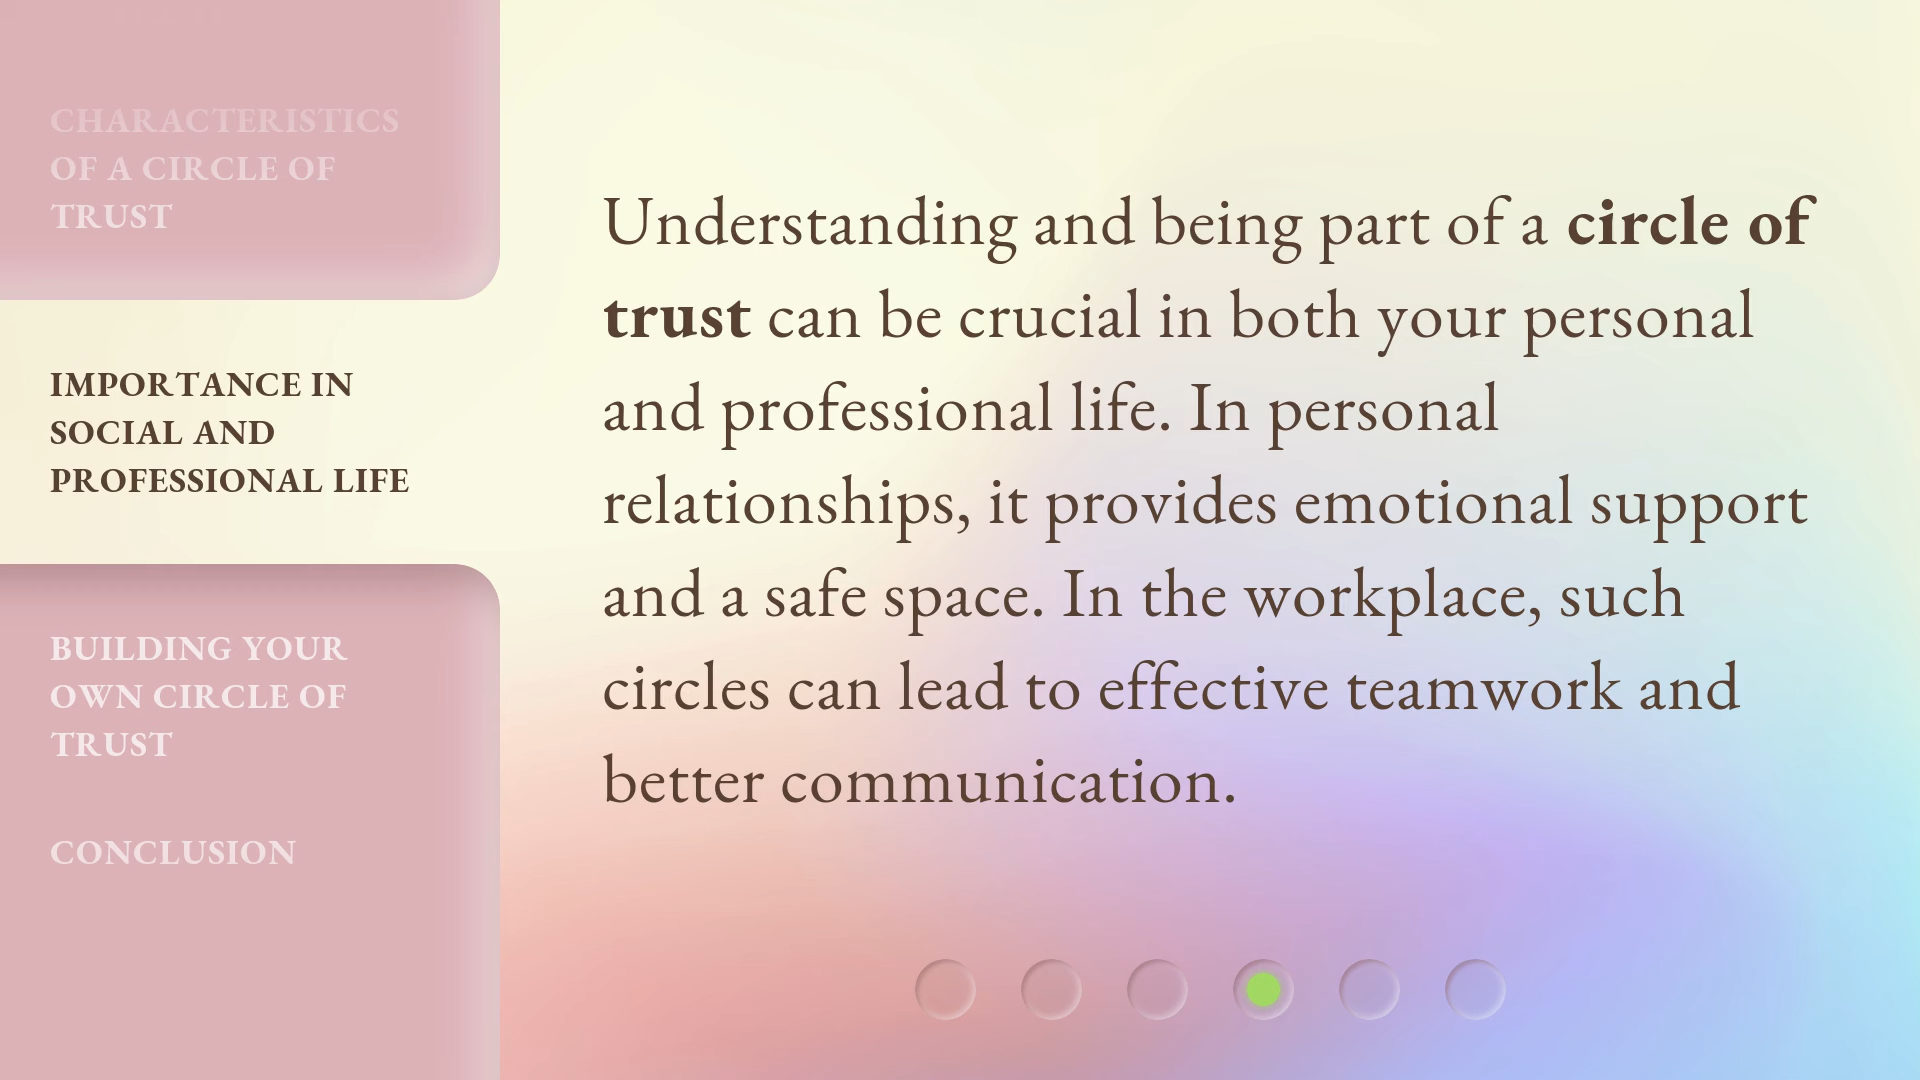 CHARACTERISTICS
OF A CIRCLE OF
TRUST
IMPORTANCE IN
SOCIAL AND
PROFESSIONAL LIFE
BUILDING YOUR
OWN CIRCLE OF
TRUST
CONCLUSION
Understanding and being part of a circle of
trust can be crucial in both your personal
and professional life. In personal
relationships, it provides emotional support
and a safe space. In the workplace, such
circles can lead to effective teamwork and
better communication.